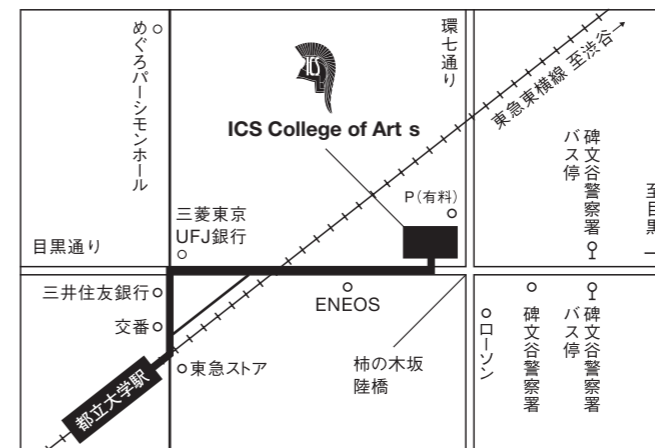 めぐろパーシモンホール
ICS
ICS College of Art s
環七通り
東急東横線 至渋谷
碑文谷警察署
バス停
至目黒
P（有料）
三菱東京
UFJ銀行
目黒通り
三井住友銀行
ENEOS
交番
東急ストア
都立大学駅
柿の木坂
陸橋
ローソン
碑文谷警察署
碑文谷警察署
バス停